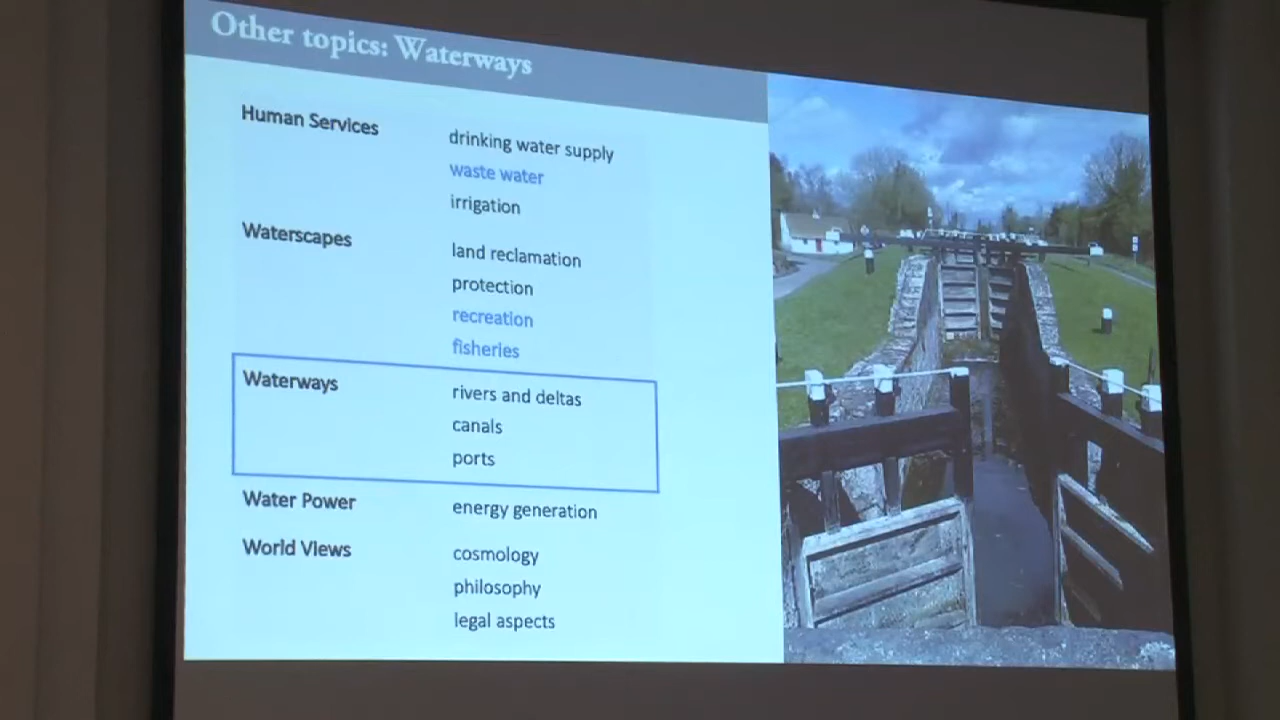 Other topics: Waterways
Human Services
drinking water supply
waste water
irrigation
Waterscapes
land reclamation
protection
recreation
fisheries
Waterways
rivers and deltas
canals
ports
Water Power
energy generation
World Views
cosmology
philosophy
legal aspects